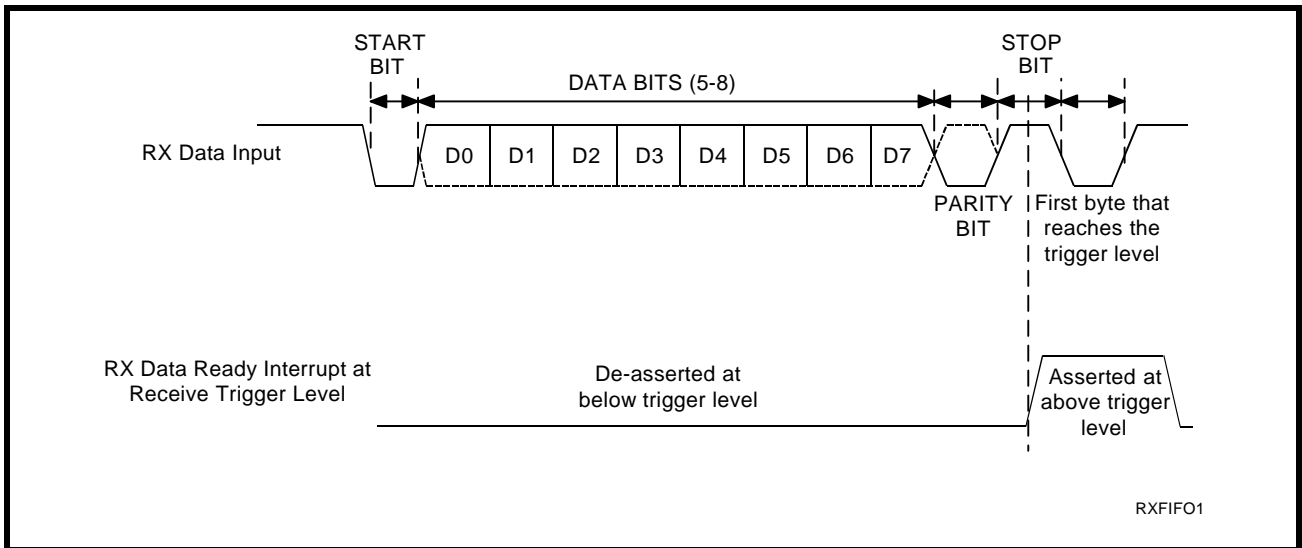 START
BIT
STOP
BIT
DATA BITS (5-8)
RX Data Input
D0 D1 D2 D3 D4 D5 D6 D7
PARITY
BIT
First byte that
reaches the
trigger level
RX Data Ready Interrupt at
Receive Trigger Level
De-asserted at
below trigger level
Asserted at
above trigger
level
RXFIFO1